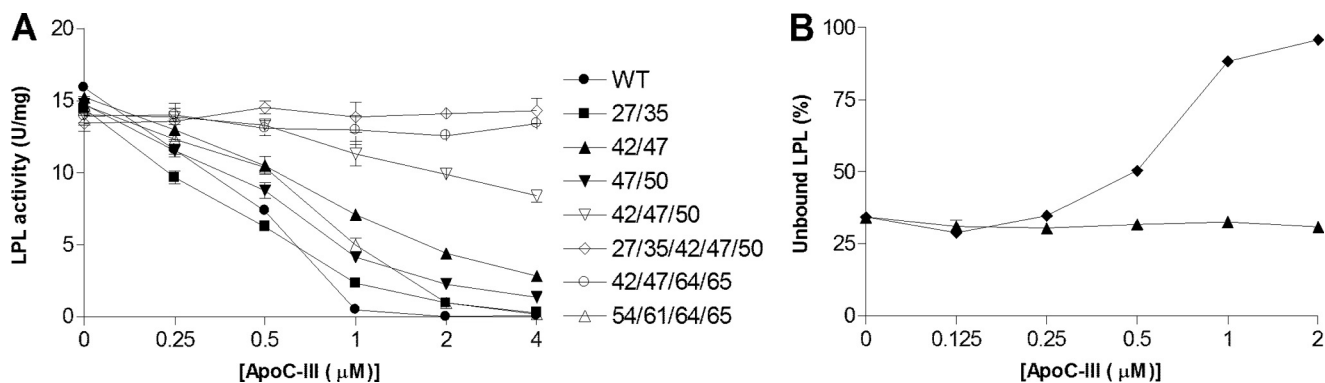 A
LPL activity (U/mg)
20
15
10
5
0
0 0.25 0.5 1 2 4
[ApoC-III ( μM)]
WT
27/35
42/47
47/50
42/47/50
27/35/42/47/50
42/47/64/65
54/61/64/65
B
Unbound LPL (%)
100
75
50
25
0
0 0.125 0.25 0.5 1 2
[ApoC-III ( μM)]